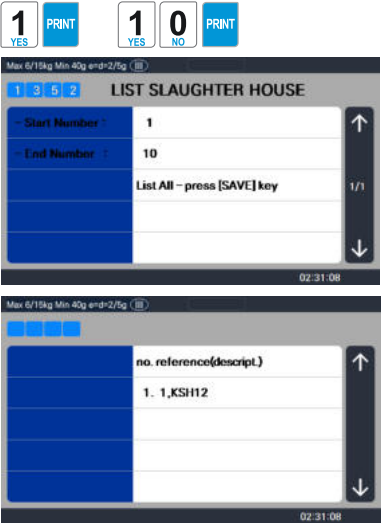 1 YES PRINT 1 YES 0 NO PRINT
Max 6/15kg Min 40g e=d=2/5g (III)
1 3 5 2 LIST SLAUGHTER HOUSE
- Start Number : 1
- End Number : 10
List All - press [SAVE] key
1/1
02:31:08
Max 6/15kg Min 40g e=d=2/5g (III)
no. reference(descript.)
1. 1,KSH12
02:31:08